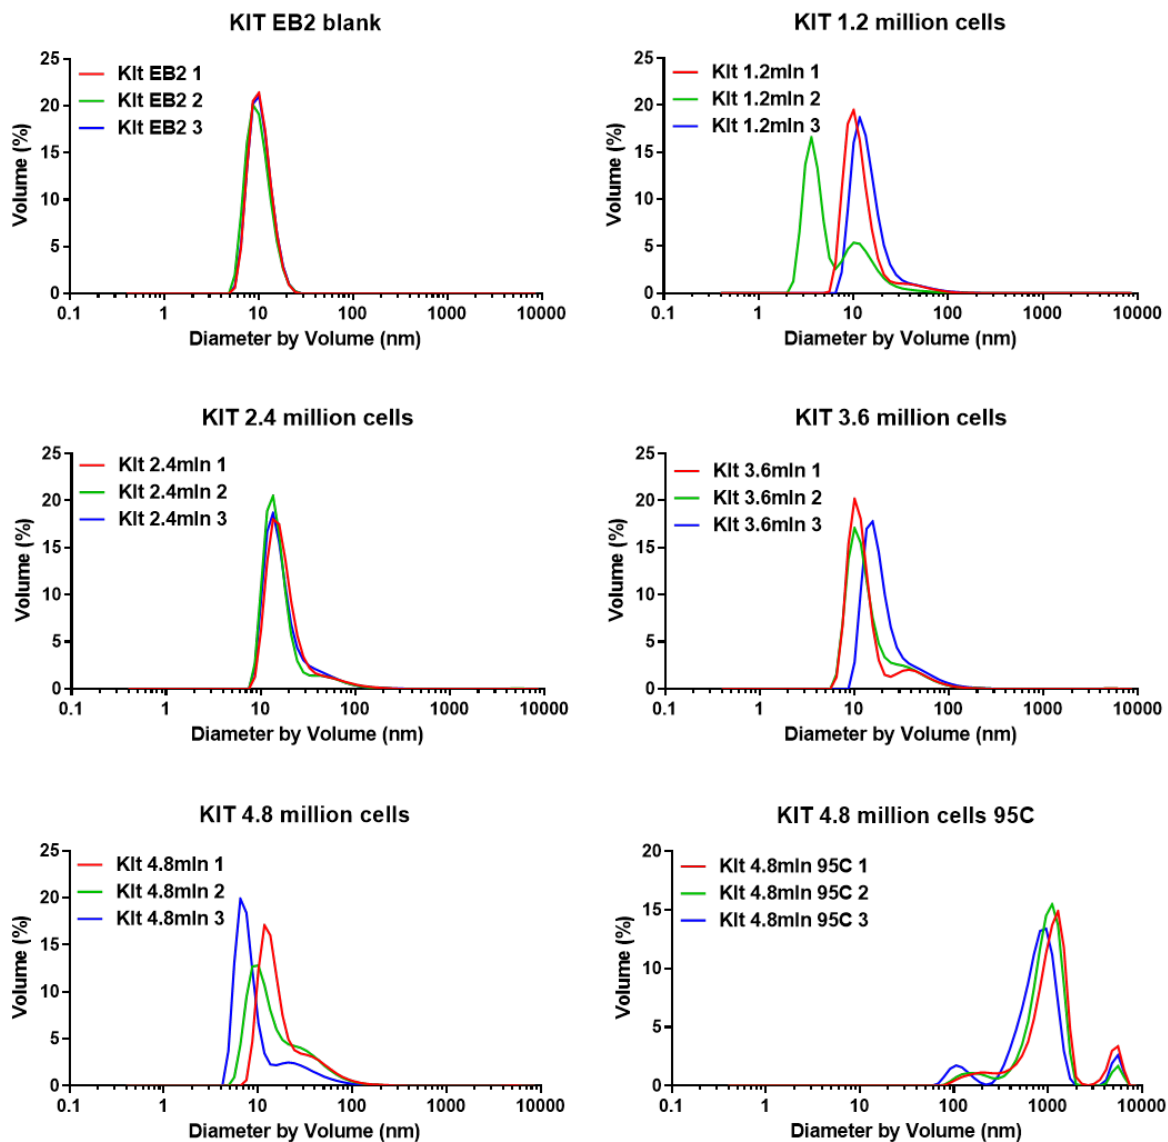 KIT EB2 blank
25
20
15
10
5
0
Volume (%)
KIt EB2 1
KIt EB2 2
KIt EB2 3
0.1 1 10 100 1000 10000
Diameter by Volume (nm)
KIT 1.2 million cells
25
20
15
10
5
0
Volume (%)
KIt 1.2mln 1
KIt 1.2mln 2
KIt 1.2mln 3
0.1 1 10 100 1000 10000
Diameter by Volume (nm)
KIT 2.4 million cells
25
20
15
10
5
0
Volume (%)
KIt 2.4mln 1
KIt 2.4mln 2
KIt 2.4mln 3
0.1 1 10 100 1000 10000
Diameter by Volume (nm)
KIT 3.6 million cells
25
20
15
10
5
0
Volume (%)
KIt 3.6mln 1
KIt 3.6mln 2
KIt 3.6mln 3
0.1 1 10 100 1000 10000
Diameter by Volume (nm)
KIT 4.8 million cells
25
20
15
10
5
0
Volume (%)
KIt 4.8mln 1
KIt 4.8mln 2
KIt 4.8mln 3
0.1 1 10 100 1000 10000
Diameter by Volume (nm)
KIT 4.8 million cells 95C
20
15
10
5
0
Volume (%)
KIt 4.8mln 95C 1
KIt 4.8mln 95C 2
KIt 4.8mln 95C 3
0.1 1 10 100 1000 10000
Diameter by Volume (nm)